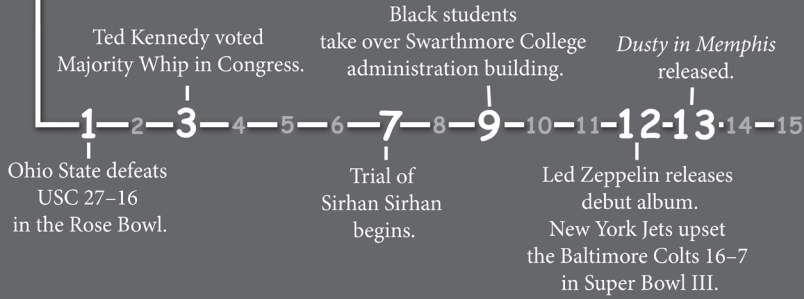 Ted Kennedy voted
Majority Whip in Congress.
Black students
take over Swarthmore College
administration building.
Dusty in Memphis
released.
1 2 3 4 5 6 7 8 9 10 11 12 13 14 15
Ohio State defeats
USC 27–16
in the Rose Bowl.
Trial of
Sirhan Sirhan
begins.
Led Zeppelin releases
debut album.
New York Jets upset
the Baltimore Colts 16–7
in Super Bowl III.